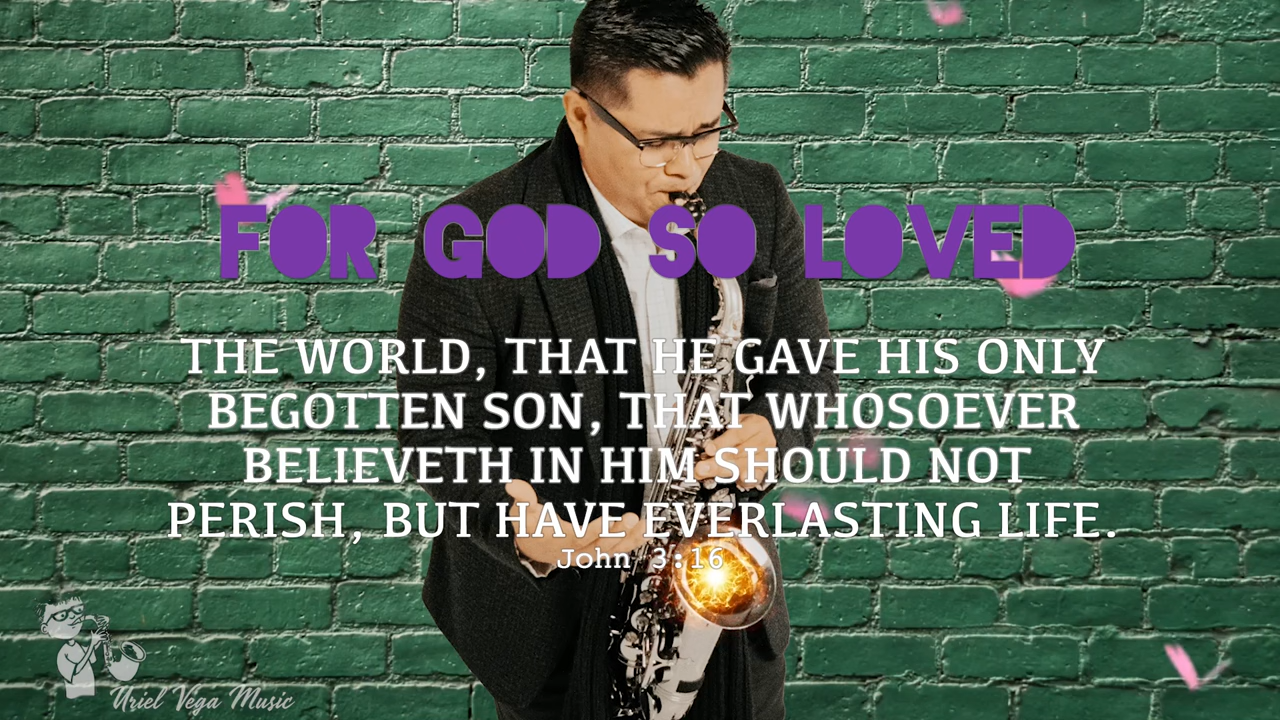 FOR GOD SO LOVED
THE WORLD, THAT HE GAVE HIS ONLY
BEGOTTEN SON, THAT WHOSOEVER
BELIEVETH IN HIM SHOULD NOT
PERISH, BUT HAVE EVERLASTING LIFE.
John 3:16
Uriel Vega Music